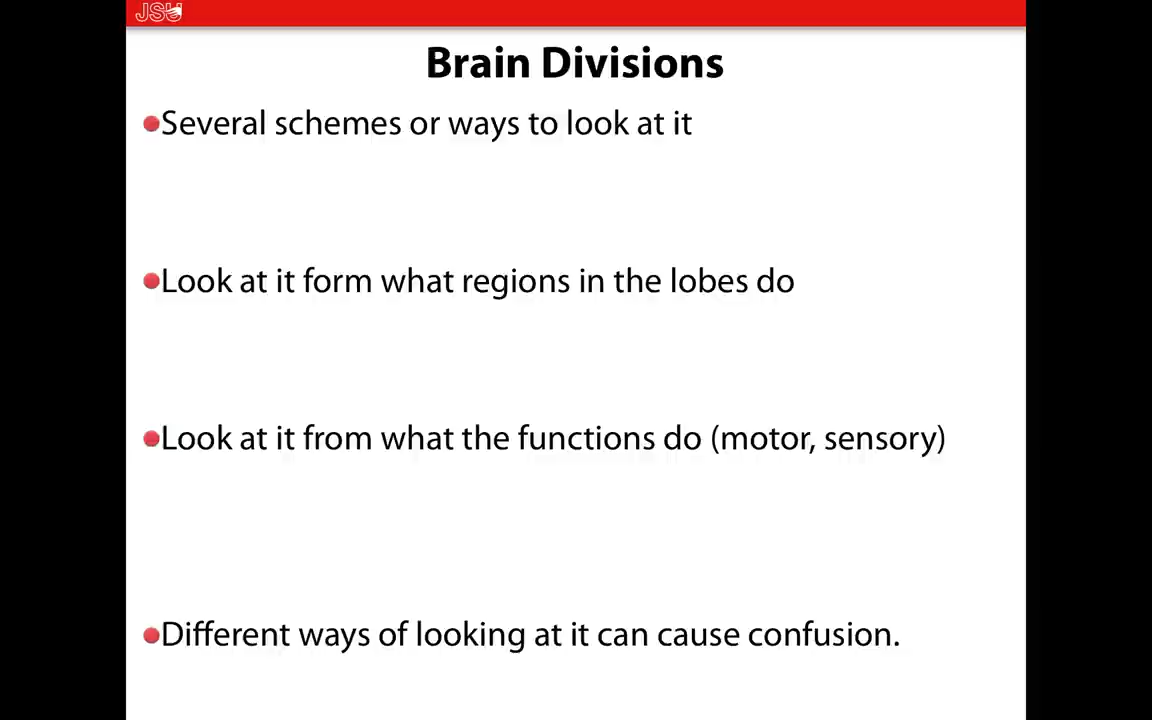 JSU
Brain Divisions
Several schemes or ways to look at it
Look at it form what regions in the lobes do
Look at it from what the functions do (motor, sensory)
Different ways of looking at it can cause confusion.